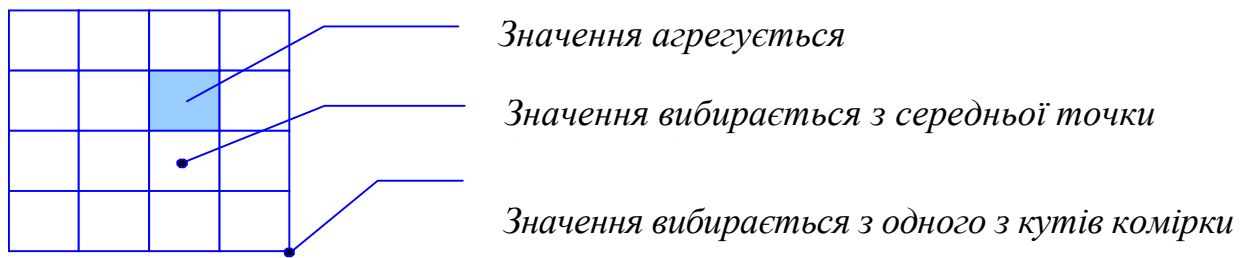 Значення агрегується
Значення вибирається з середньої точки
Значення вибирається з одного з кутів комірки